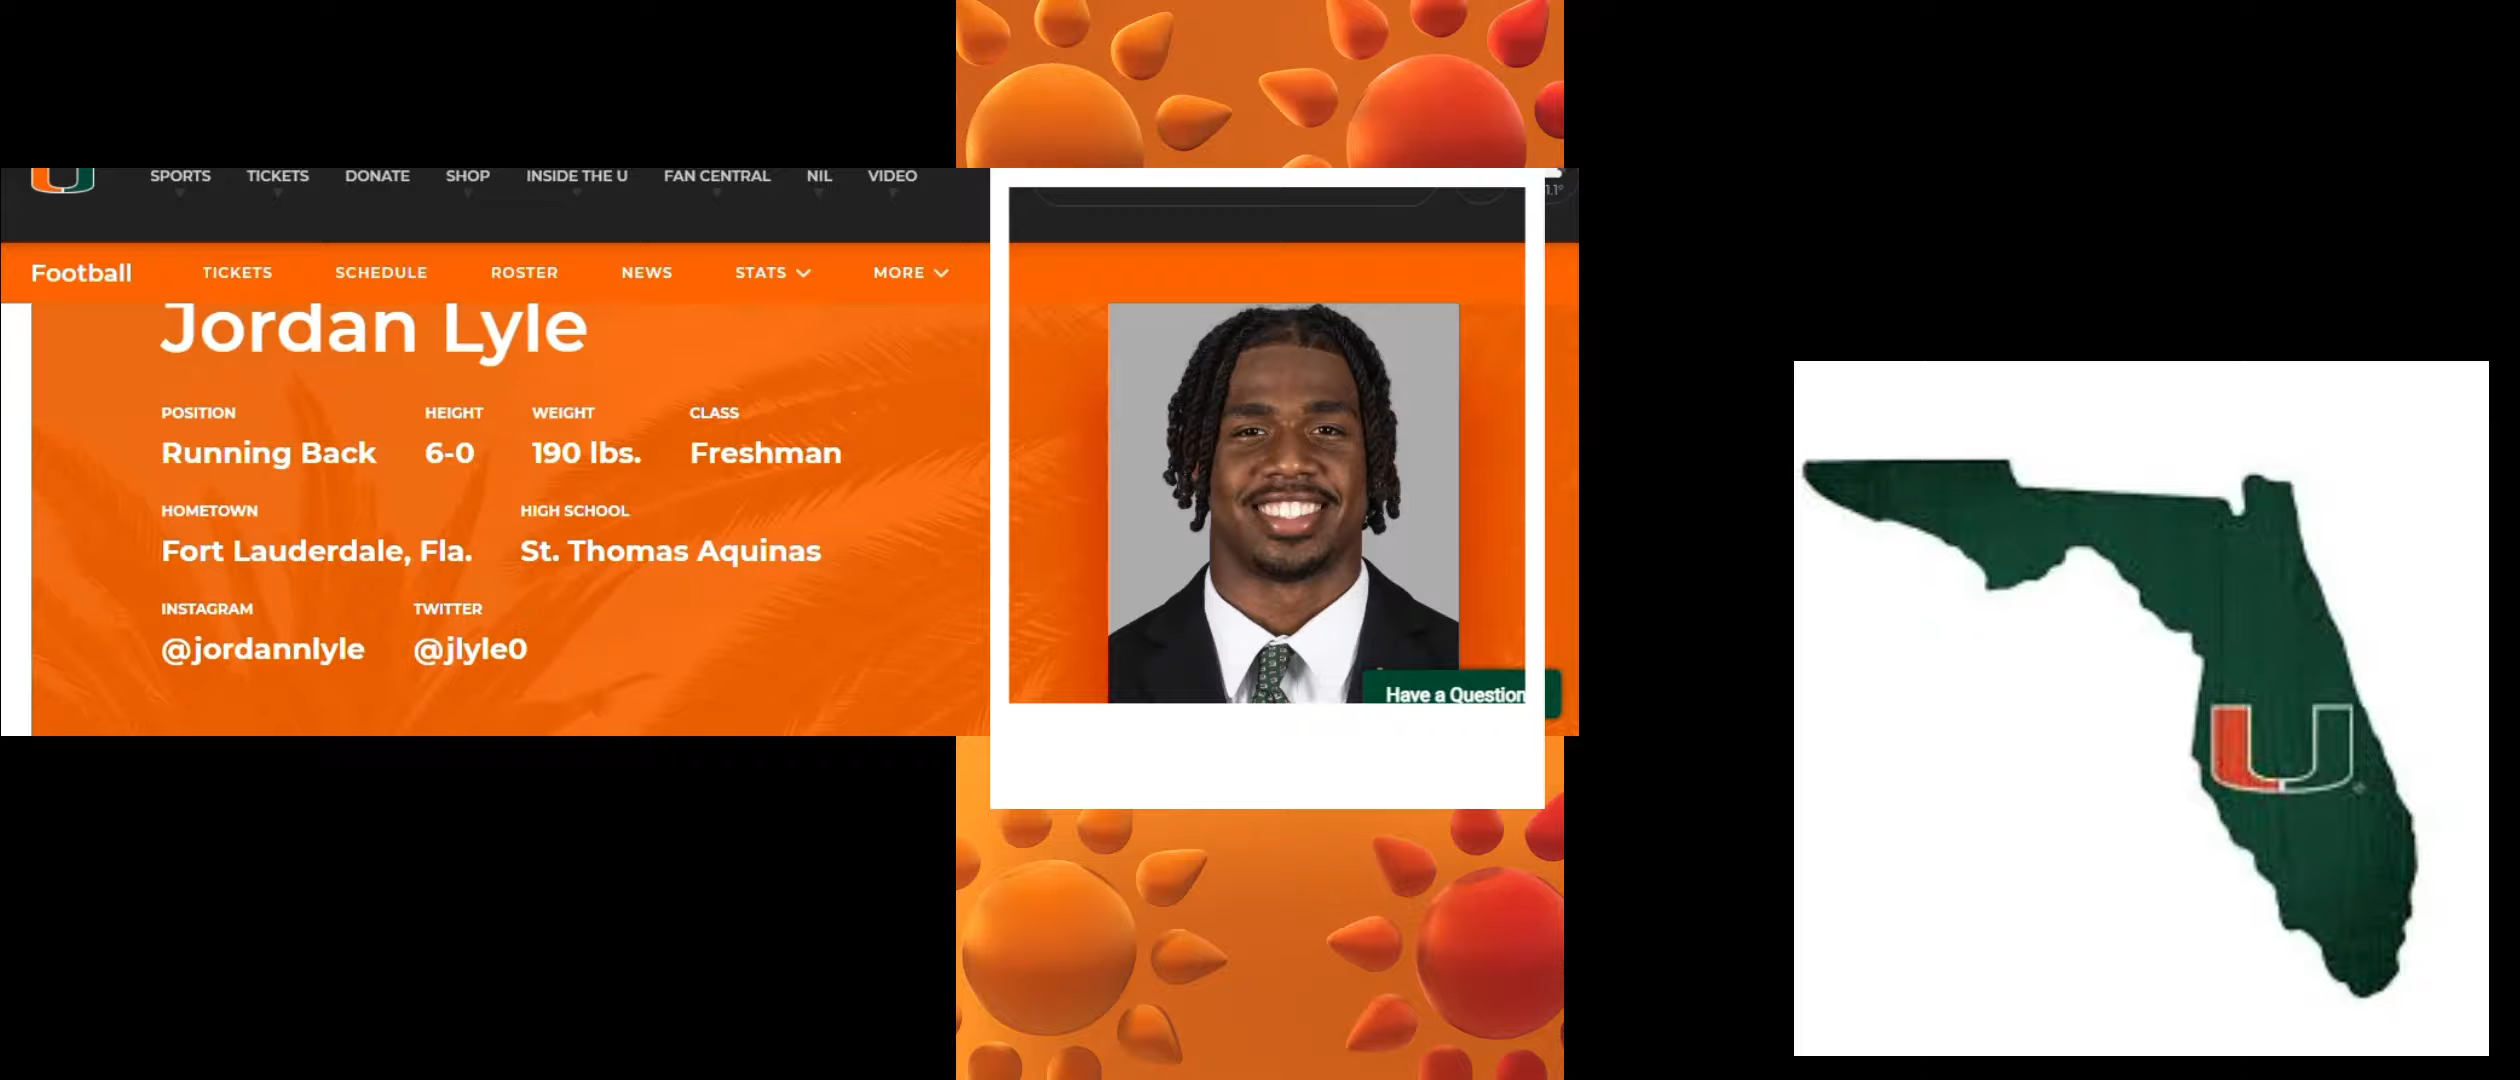 SPORTS TICKETS DONATE SHOP INSIDE THE U FAN CENTRAL NIL VIDEO
1.1°
Football TICKETS SCHEDULE ROSTER NEWS STATS MORE
Jordan Lyle
POSITION HEIGHT WEIGHT CLASS
Running Back 6-0 190 lbs. Freshman
HOMETOWN HIGH SCHOOL
Fort Lauderdale, Fla. St. Thomas Aquinas
INSTAGRAM TWITTER
@jordannlyle @jlyle0
Have a Question
U